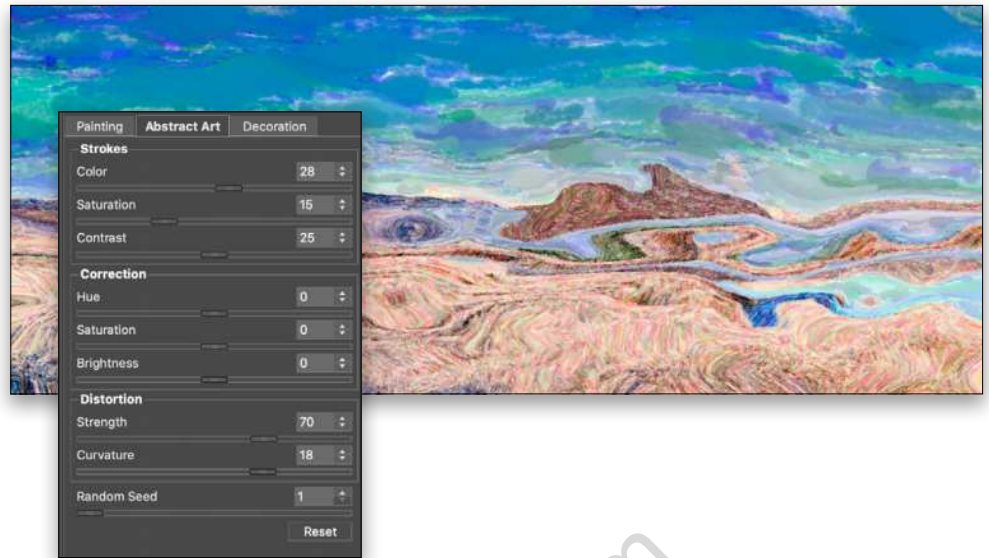 Painting Abstract Art Decoration
Strokes
Color 28
Saturation 15
Contrast 25
Correction
Hue 0
Saturation 0
Brightness 0
Distortion
Strength 70
Curvature 18
Random Seed 1
Reset